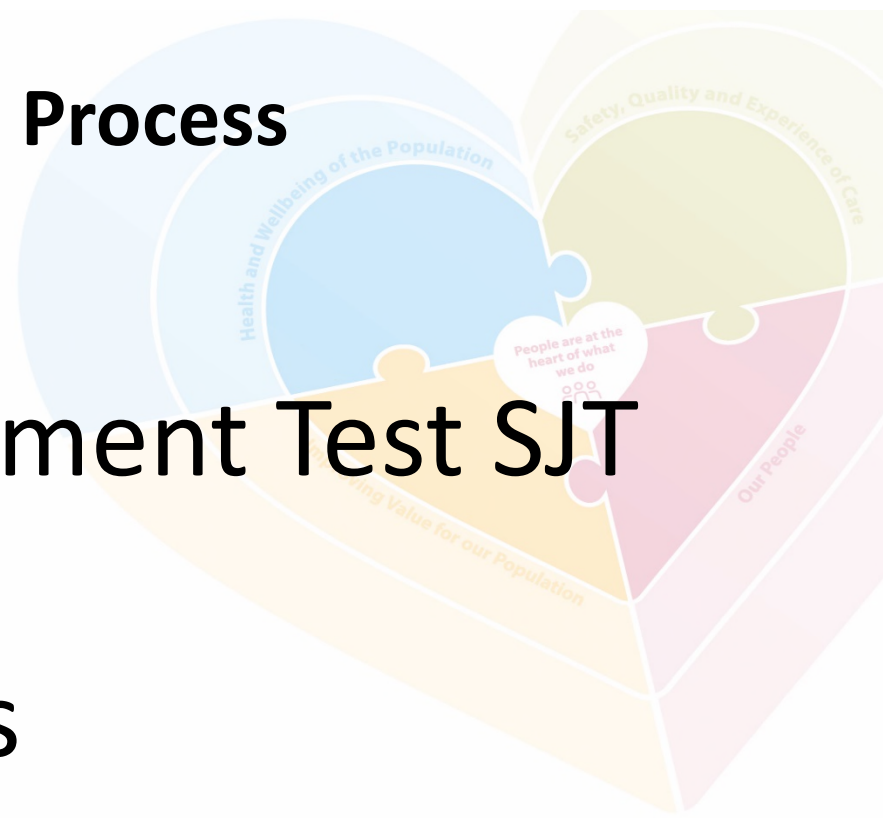 Process
Health and Wellbeing of the Population
Safety, Quality and Experience of Care
People are at the
heart of what
we do
ment Test SJT
Our People
Value for our Population
s